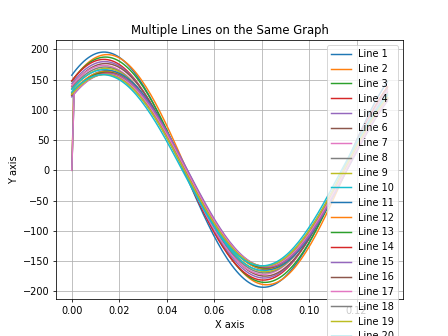 Multiple Lines on the Same Graph
Y axis
200
150
100
50
0
−50
−100
−150
−200
0.00
0.02
0.04
0.06
0.08
0.10
X axis
Line 1
Line 2
Line 3
Line 4
Line 5
Line 6
Line 7
Line 8
Line 9
Line 10
Line 11
Line 12
Line 13
Line 14
Line 15
Line 16
Line 17
Line 18
Line 19
Line 20